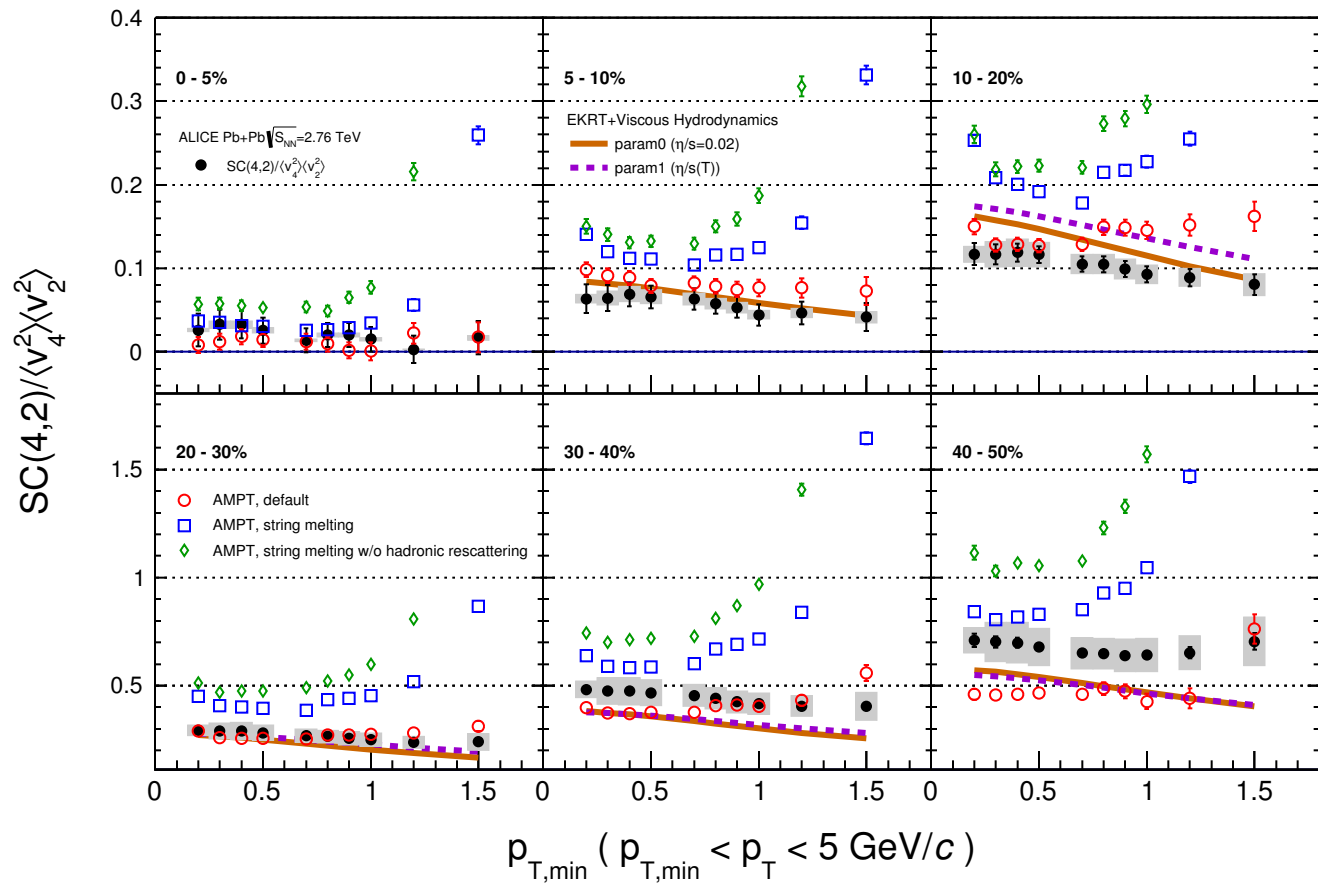 SC(4,2)/⟨v₄²⟩⟨v₂²⟩
0.4
0.3
0.2
0.1
0
0 - 5%
ALICE Pb+Pb √S_NN=2.76 TeV
SC(4,2)/⟨v₄²⟩⟨v₂²⟩
5 - 10%
EKRT+Viscous Hydrodynamics
param0 (η/s=0.02)
param1 (η/s(T))
10 - 20%
1.5
1
0.5
20 - 30%
AMPT, default
AMPT, string melting
AMPT, string melting w/o hadronic rescattering
30 - 40%
40 - 50%
0 0.5 1 1.5 0 0.5 1 1.5 0 0.5 1 1.5
p_T,min ( p_T,min < p_T < 5 GeV/c )